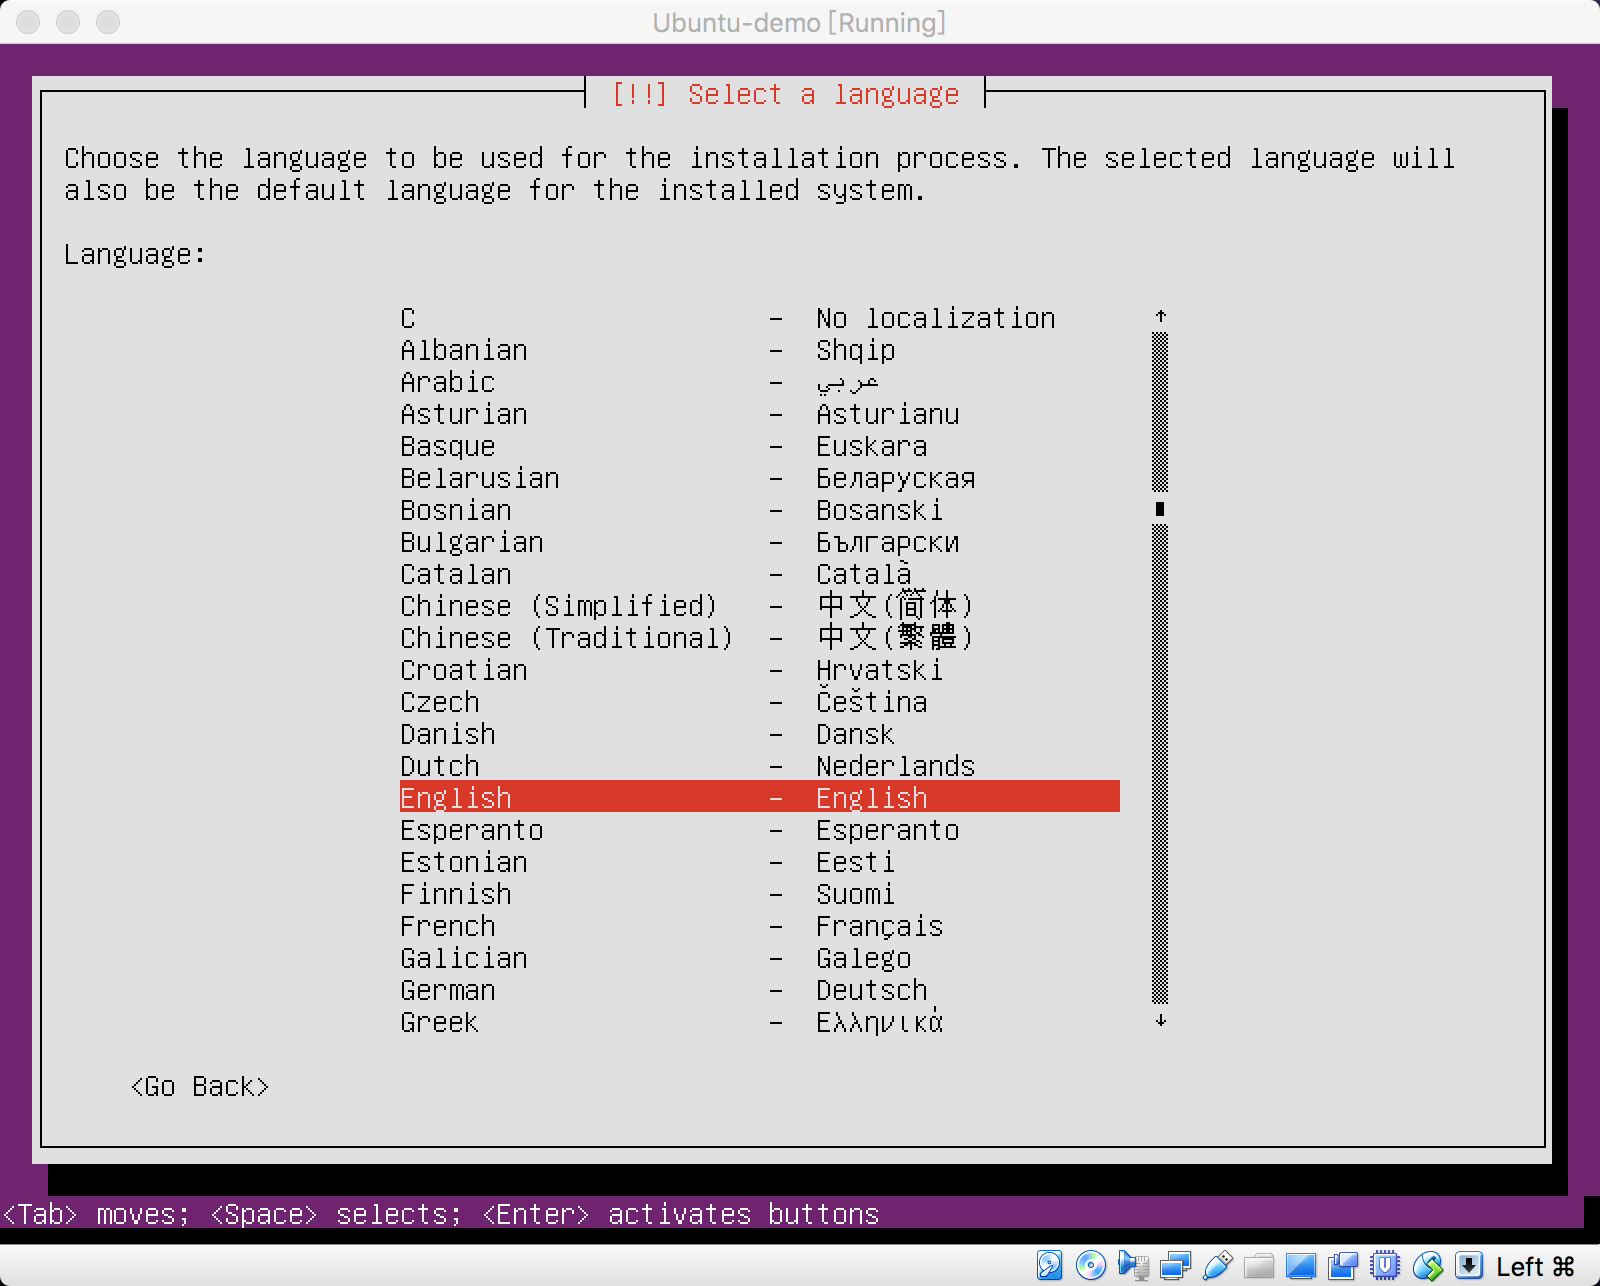 Ubuntu-demo [Running]
[!!] Select a language
Choose the language to be used for the installation process. The selected language will
also be the default language for the installed system.
Language:
C - No localization
Albanian - Shqip
Arabic - عربي
Asturian - Asturianu
Basque - Euskara
Belarusian - Беларуская
Bosnian - Bosanski
Bulgarian - Български
Catalan - Català
Chinese (Simplified) - 中文(简体)
Chinese (Traditional) - 中文(繁體)
Croatian - Hrvatski
Czech - Čeština
Danish - Dansk
Dutch - Nederlands
English - English
Esperanto - Esperanto
Estonian - Eesti
Finnish - Suomi
French - Français
Galician - Galego
German - Deutsch
Greek - Ελληνικά
<Go Back>
<Tab> moves; <Space> selects; <Enter> activates buttons
Left ⌘